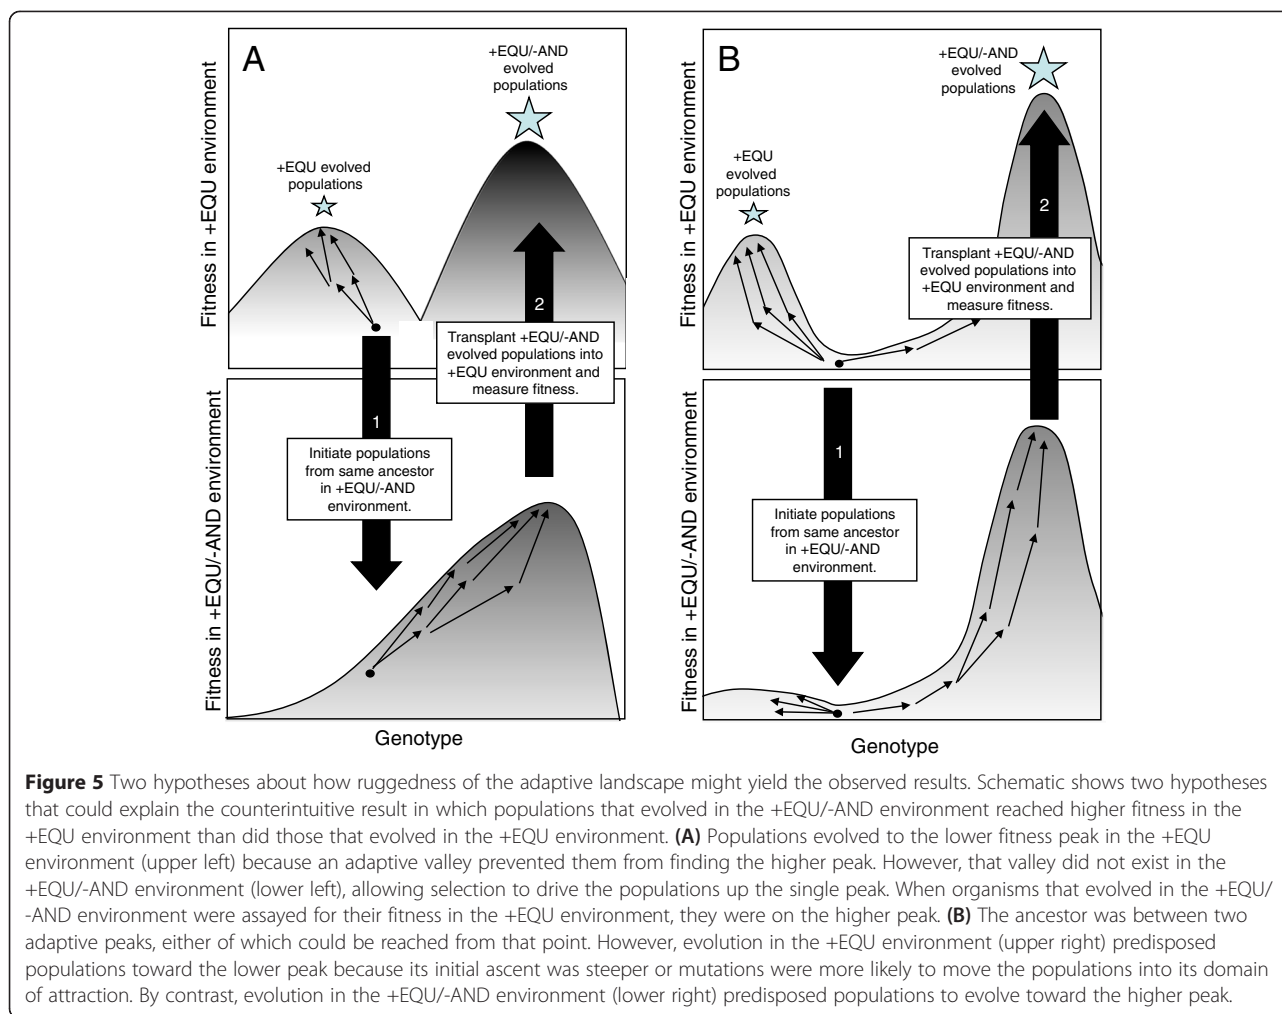 A
+EQU/-AND
evolved
populations
+EQU evolved
populations
Fitness in +EQU environment
2
Transplant +EQU/-AND
evolved populations into
+EQU environment and
measure fitness.
1
Initiate populations
from same ancestor
in +EQU/-AND
environment.
Fitness in +EQU/-AND environment
Genotype
B
+EQU/-AND
evolved
populations
+EQU
evolved
populations
Fitness in +EQU environment
2
Transplant +EQU/-AND
evolved populations into
+EQU environment and
measure fitness.
1
Initiate populations
from same ancestor
in +EQU/-AND
environment.
Fitness in +EQU/-AND environment
Genotype
Figure 5 Two hypotheses about how ruggedness of the adaptive landscape might yield the observed results. Schematic shows two hypotheses
that could explain the counterintuitive result in which populations that evolved in the +EQU/-AND environment reached higher fitness in the
+EQU environment than did those that evolved in the +EQU environment. (A) Populations evolved to the lower fitness peak in the +EQU
environment (upper left) because an adaptive valley prevented them from finding the higher peak. However, that valley did not exist in the
+EQU/-AND environment (lower left), allowing selection to drive the populations up the single peak. When organisms that evolved in the +EQU/
-AND environment were assayed for their fitness in the +EQU environment, they were on the higher peak. (B) The ancestor was between two
adaptive peaks, either of which could be reached from that point. However, evolution in the +EQU environment (upper right) predisposed
populations toward the lower peak because its initial ascent was steeper or mutations were more likely to move the populations into its domain
of attraction. By contrast, evolution in the +EQU/-AND environment (lower right) predisposed populations to evolve toward the higher peak.